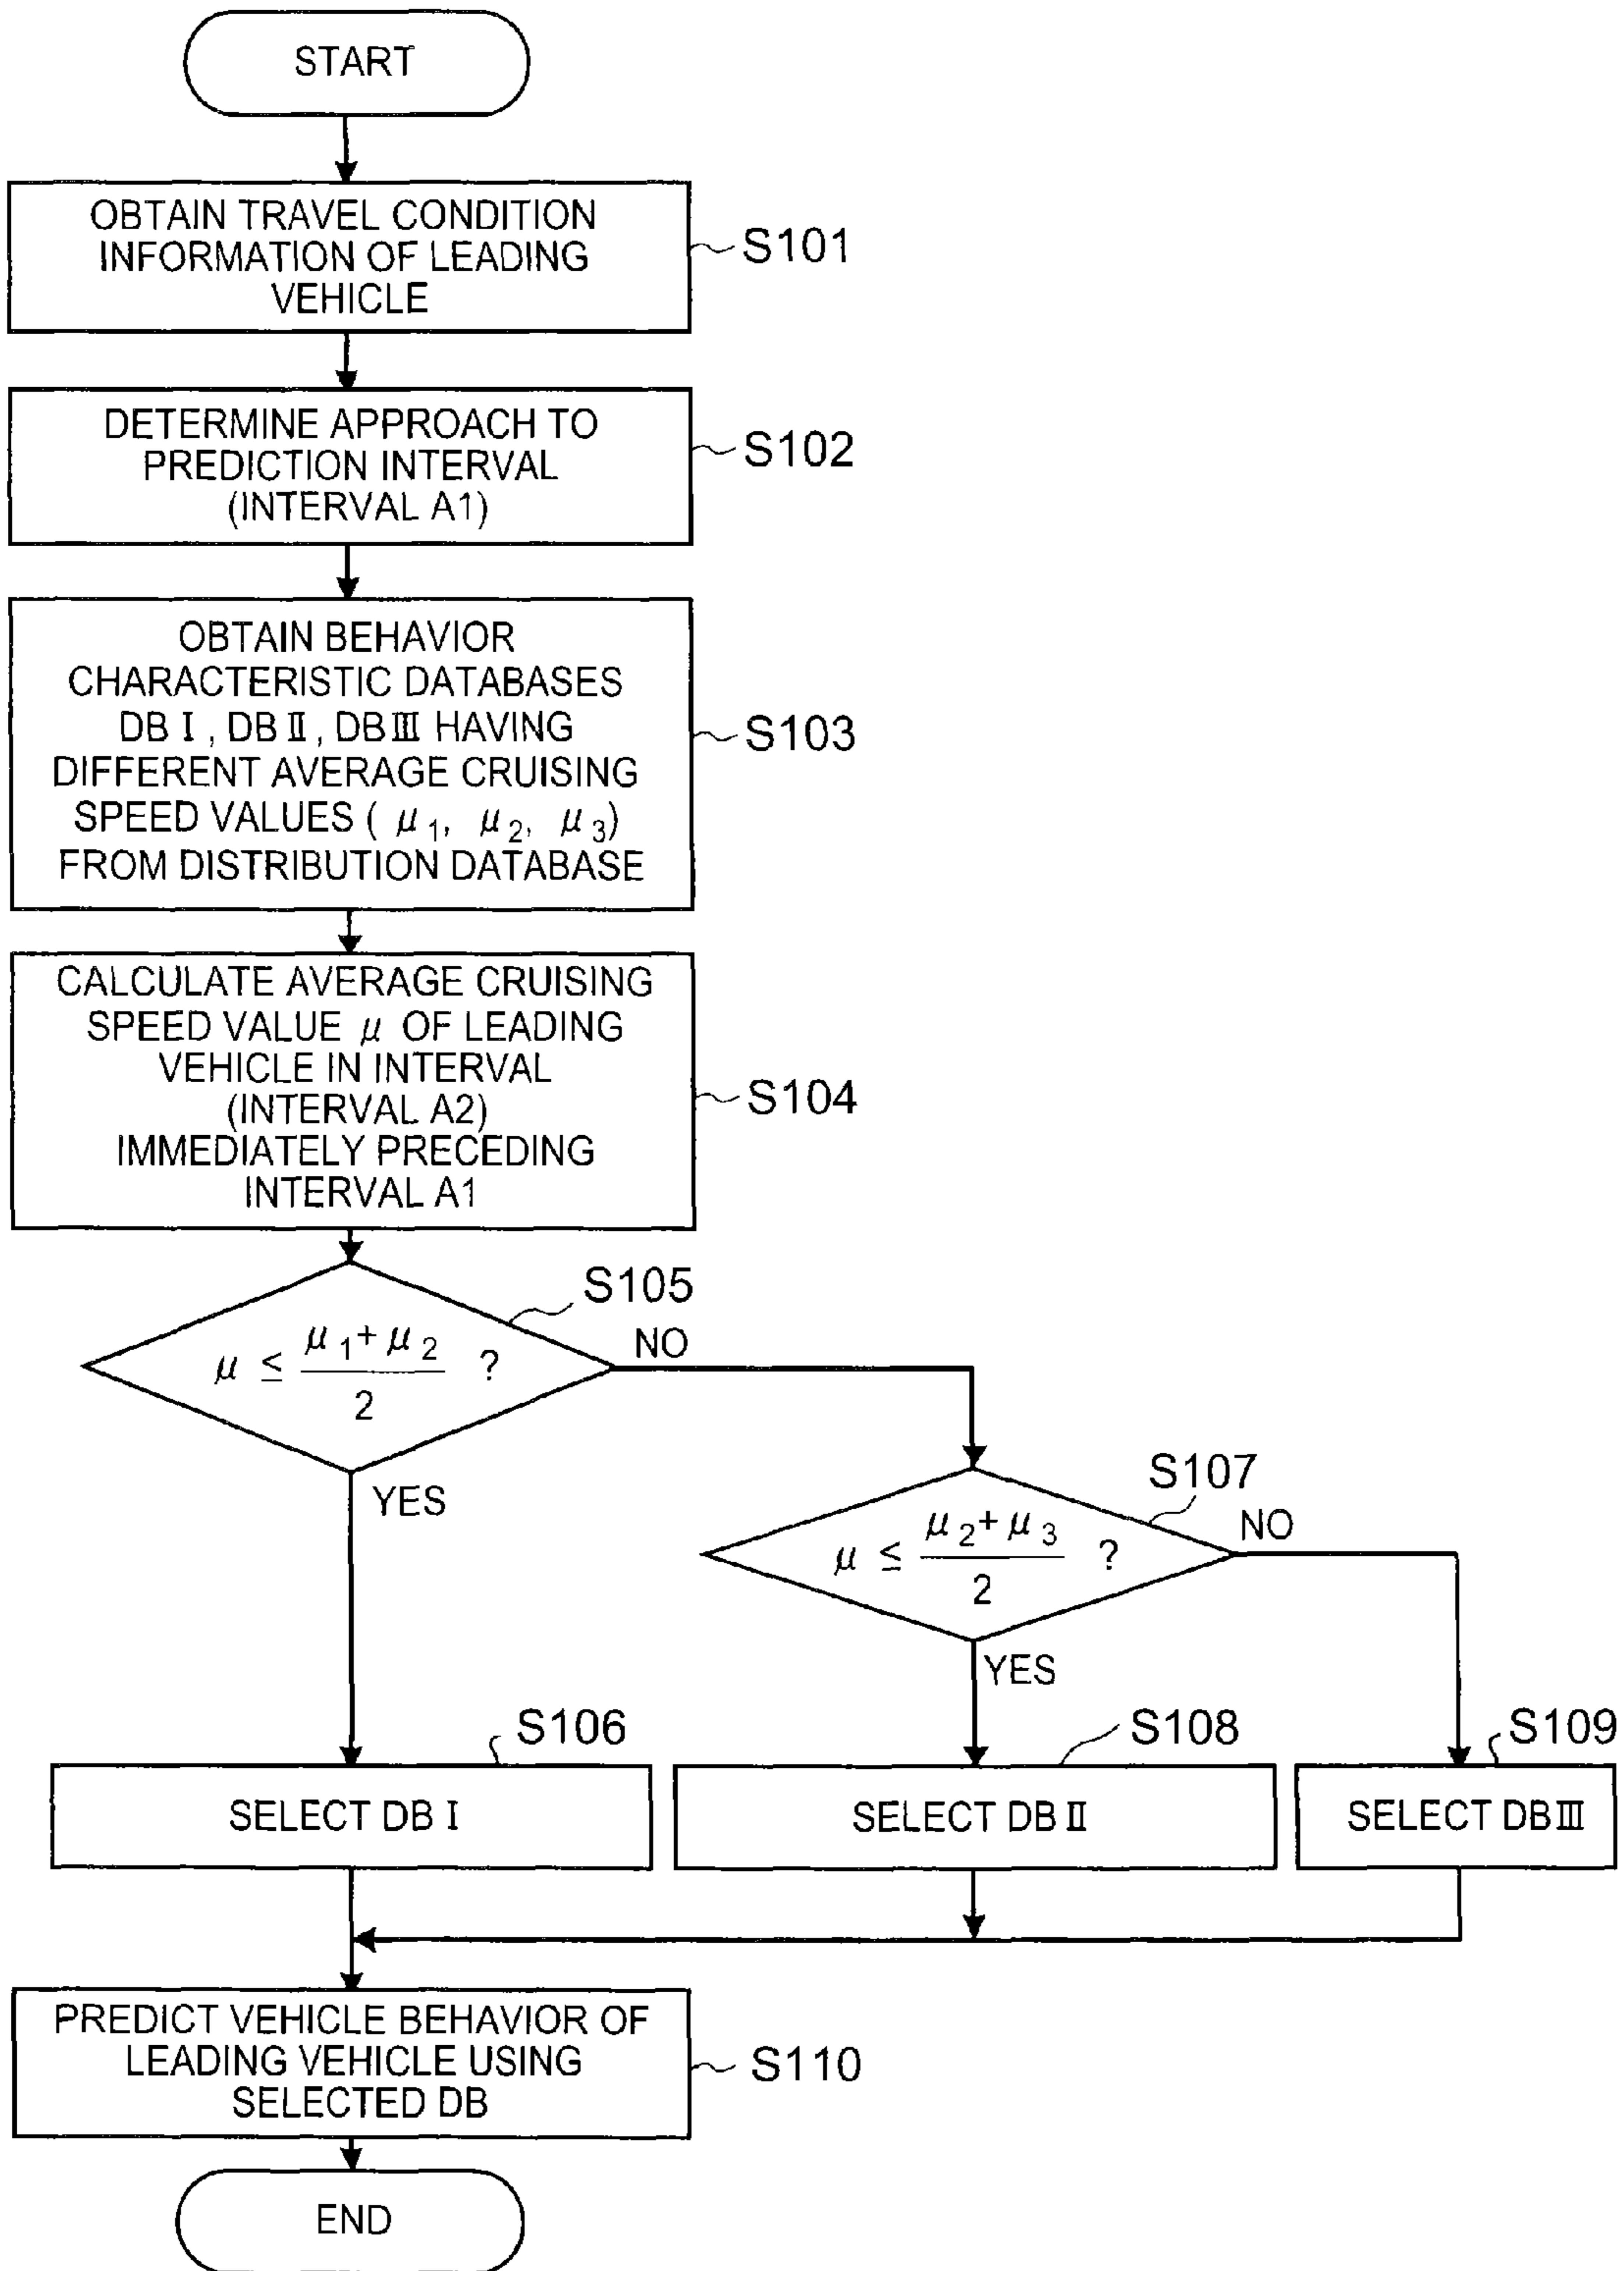 START
OBTAIN TRAVEL CONDITION
INFORMATION OF LEADING
VEHICLE
S101
DETERMINE APPROACH TO
PREDICTION INTERVAL
(INTERVAL A1)
S102
OBTAIN BEHAVIOR
CHARACTERISTIC DATABASES
DB Ⅰ, DB Ⅱ, DB Ⅲ HAVING
DIFFERENT AVERAGE CRUISING
SPEED VALUES ( μ₁, μ₂, μ₃)
FROM DISTRIBUTION DATABASE
S103
CALCULATE AVERAGE CRUISING
SPEED VALUE μ OF LEADING
VEHICLE IN INTERVAL
(INTERVAL A2)
IMMEDIATELY PRECEDING
INTERVAL A1
S104
S105
μ ≤ (μ₁+μ₂)/2 ?
NO
YES
S107
μ ≤ (μ₂+μ₃)/2 ?
NO
YES
S106
SELECT DB Ⅰ
S108
SELECT DB Ⅱ
S109
SELECT DB Ⅲ
PREDICT VEHICLE BEHAVIOR OF
LEADING VEHICLE USING
SELECTED DB
S110
END